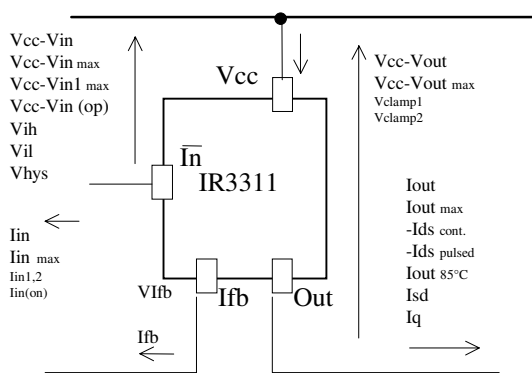 Vcc-Vin
Vcc-Vin max
Vcc-Vin1 max
Vcc-Vin (op)
Vih
Vil
Vhys
Iin
Iin max
Iin1,2
Iin(on)
Vcc
In
IR3311
VIfb
Ifb
Out
Ifb
Vcc-Vout
Vcc-Vout max
Vclamp1
Vclamp2
Iout
Iout max
-Ids cont.
-Ids pulsed
Iout 85°C
Isd
Iq